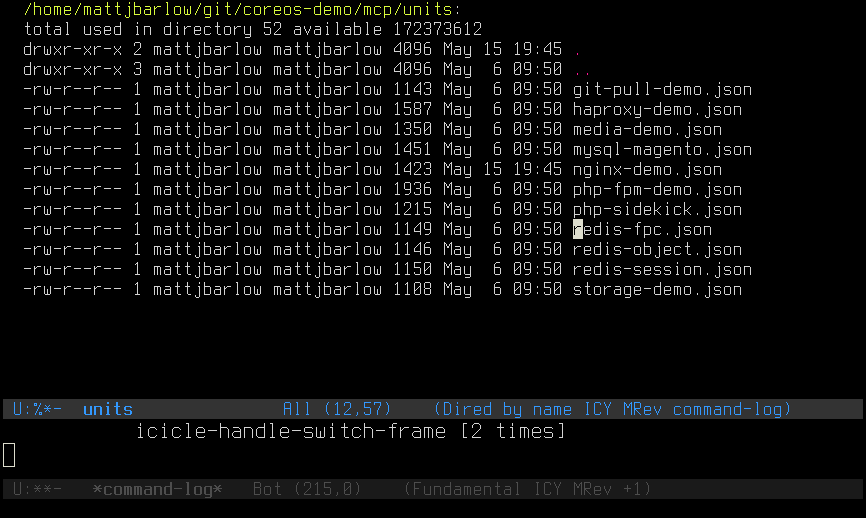 /home/mattjbarlow/git/coreos-demo/mcp/units:
total used in directory 52 available 172373612
drwxr-xr-x 2 mattjbarlow mattjbarlow 4096 May 15 19:45 .
drwxr-xr-x 3 mattjbarlow mattjbarlow 4096 May  6 09:50 ..
-rw-r--r-- 1 mattjbarlow mattjbarlow 1143 May  6 09:50 git-pull-demo.json
-rw-r--r-- 1 mattjbarlow mattjbarlow 1587 May  6 09:50 haproxy-demo.json
-rw-r--r-- 1 mattjbarlow mattjbarlow 1350 May  6 09:50 media-demo.json
-rw-r--r-- 1 mattjbarlow mattjbarlow 1451 May  6 09:50 mysql-magento.json
-rw-r--r-- 1 mattjbarlow mattjbarlow 1423 May 15 19:45 nginx-demo.json
-rw-r--r-- 1 mattjbarlow mattjbarlow 1936 May  6 09:50 php-fpm-demo.json
-rw-r--r-- 1 mattjbarlow mattjbarlow 1215 May  6 09:50 php-sidekick.json
-rw-r--r-- 1 mattjbarlow mattjbarlow 1149 May  6 09:50 redis-fpc.json
-rw-r--r-- 1 mattjbarlow mattjbarlow 1146 May  6 09:50 redis-object.json
-rw-r--r-- 1 mattjbarlow mattjbarlow 1150 May  6 09:50 redis-session.json
-rw-r--r-- 1 mattjbarlow mattjbarlow 1108 May  6 09:50 storage-demo.json
U:%*-  units               All (12,57)    (Dired by name ICY MRev command-log)
icicle-handle-switch-frame [2 times]
U:**-   *command-log*   Bot (215,0)    (Fundamental ICY MRev +1)